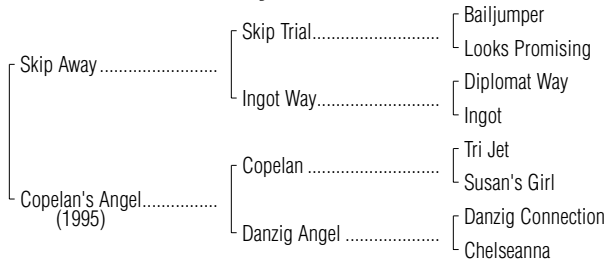 Bailjumper
Skip Trial..................................
Looks Promising
Skip Away ........................
Diplomat Way
Ingot Way.................................
Ingot
Tri Jet
Copelan ...................................
Susan's Girl
Copelan's Angel...............
(1995)
Danzig Connection
Danzig Angel .........................
Chelseanna